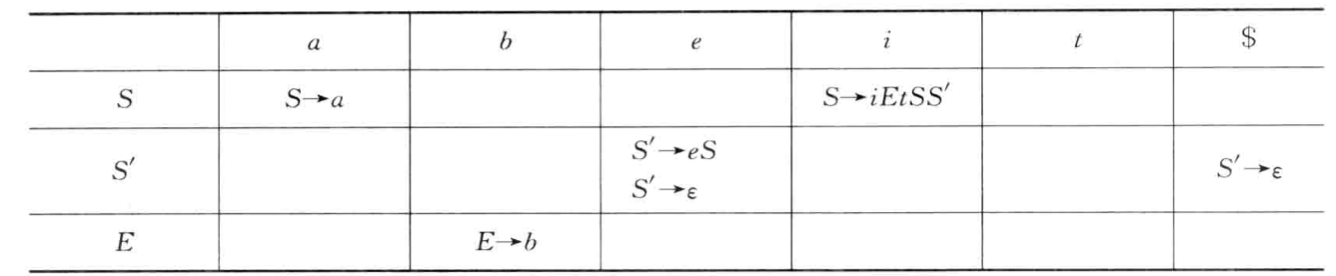 a b e i t $
S S→a S→iEtSS′
S′→eS
S′ S′→ε
S′→ε
E E→b